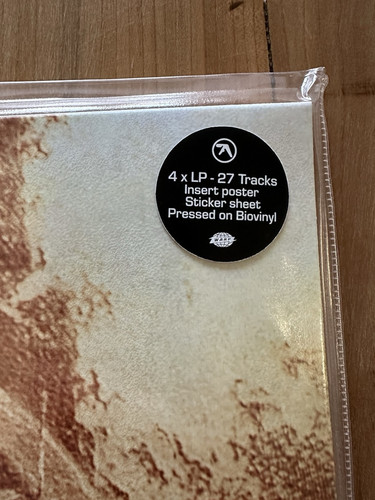 4 x LP - 27 Tracks
Insert poster
Sticker sheet
Pressed on Biovinyl